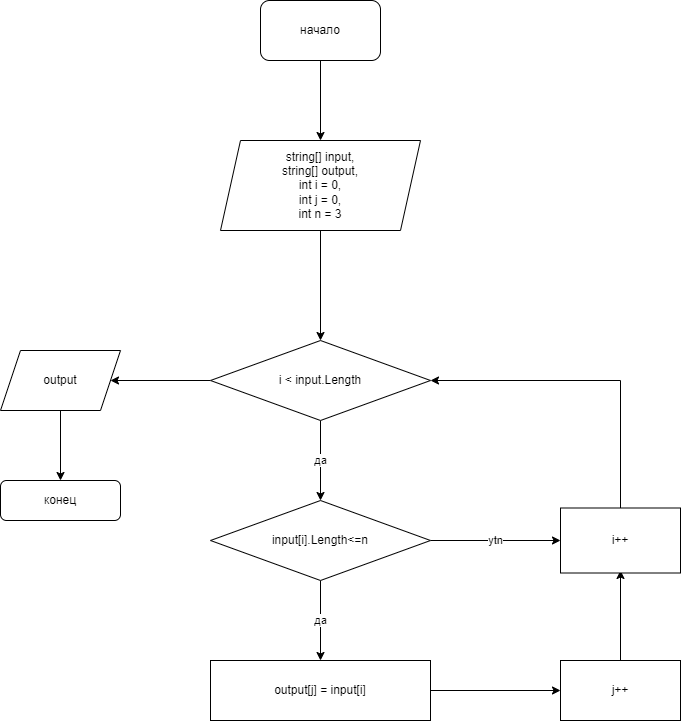 начало
string[] input,
string[] output,
int i = 0,
int j = 0,
int n = 3
output
i < input.Length
да
конец
input[i].Length<=n
ytn
i++
да
output[j] = input[i]
j++